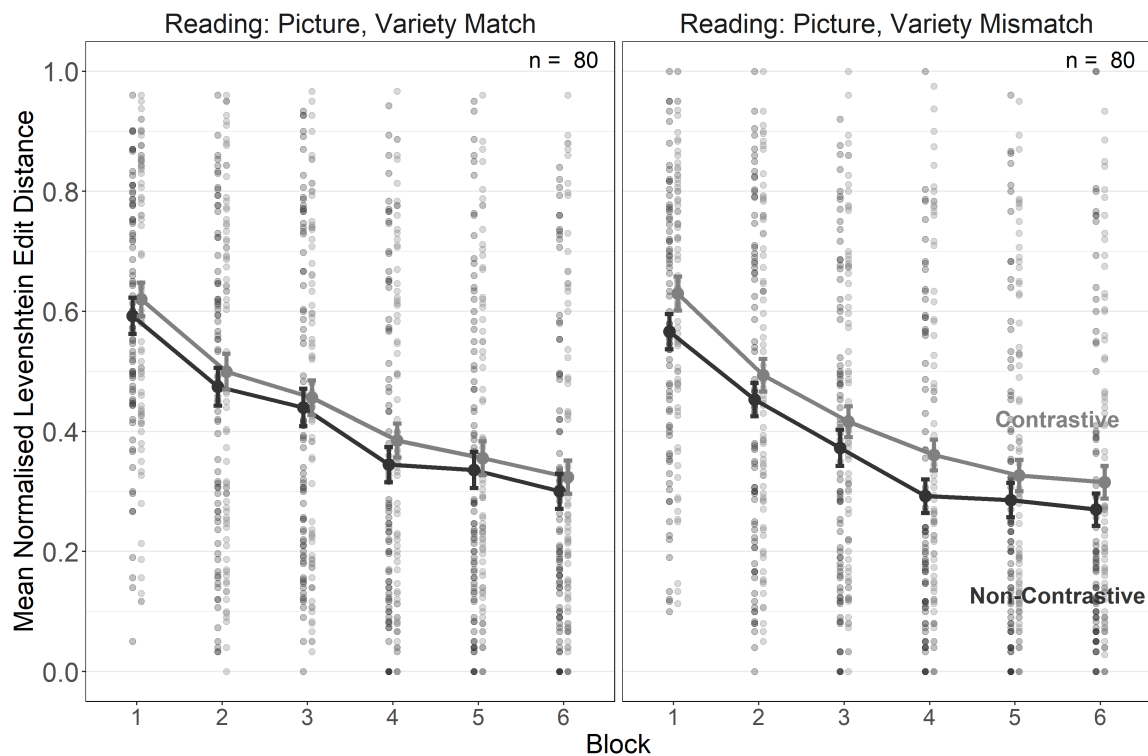 Reading: Picture, Variety Match
Reading: Picture, Variety Mismatch
n = 80
n = 80
Mean Normalised Levenshtein Edit Distance
1.0
0.8
0.6
0.4
0.2
0.0
Contrastive
Non-Contrastive
1 2 3 4 5 6
1 2 3 4 5 6
Block